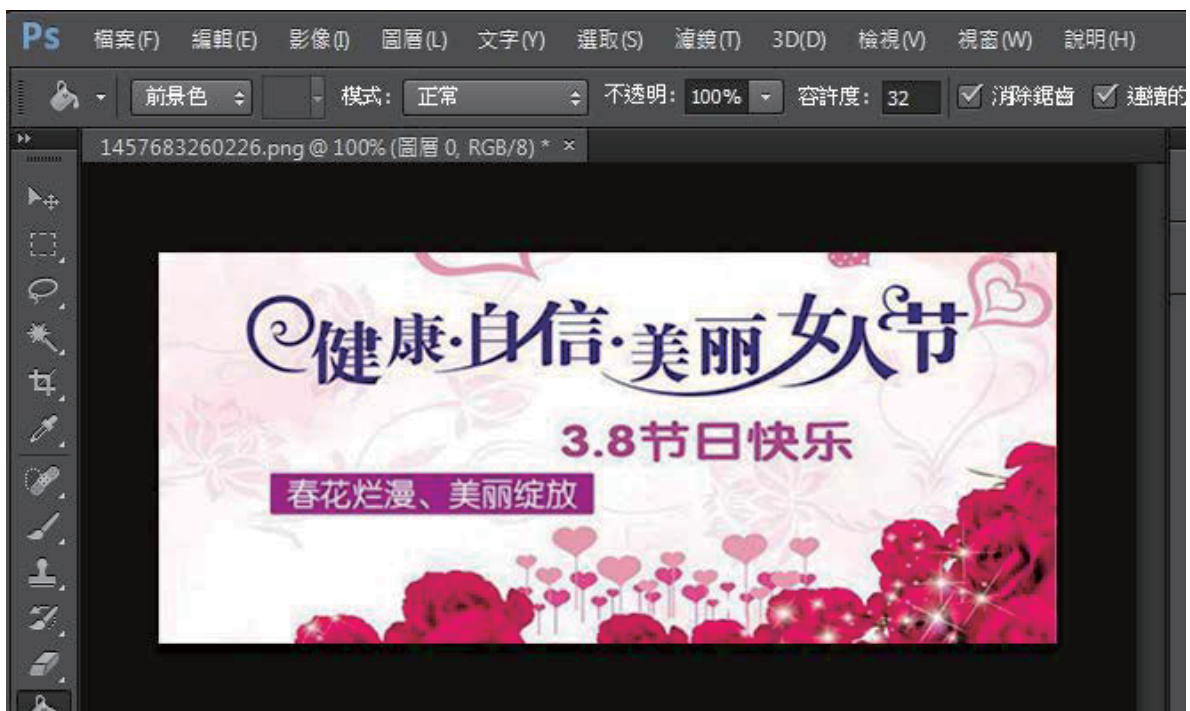 Ps 檔案(F) 編輯(E) 影像(I) 圖層(L) 文字(Y) 選取(S) 濾鏡(T) 3D(D) 檢視(V) 視窗(W) 說明(H)
前景色 模式： 正常 不透明： 100% 容許度： 32 消除鋸齒 連續的
1457683260226.png @ 100% (圖層 0, RGB/8) * ×
健康·自信·美丽女人节
3.8节日快乐
春花烂漫、美丽绽放